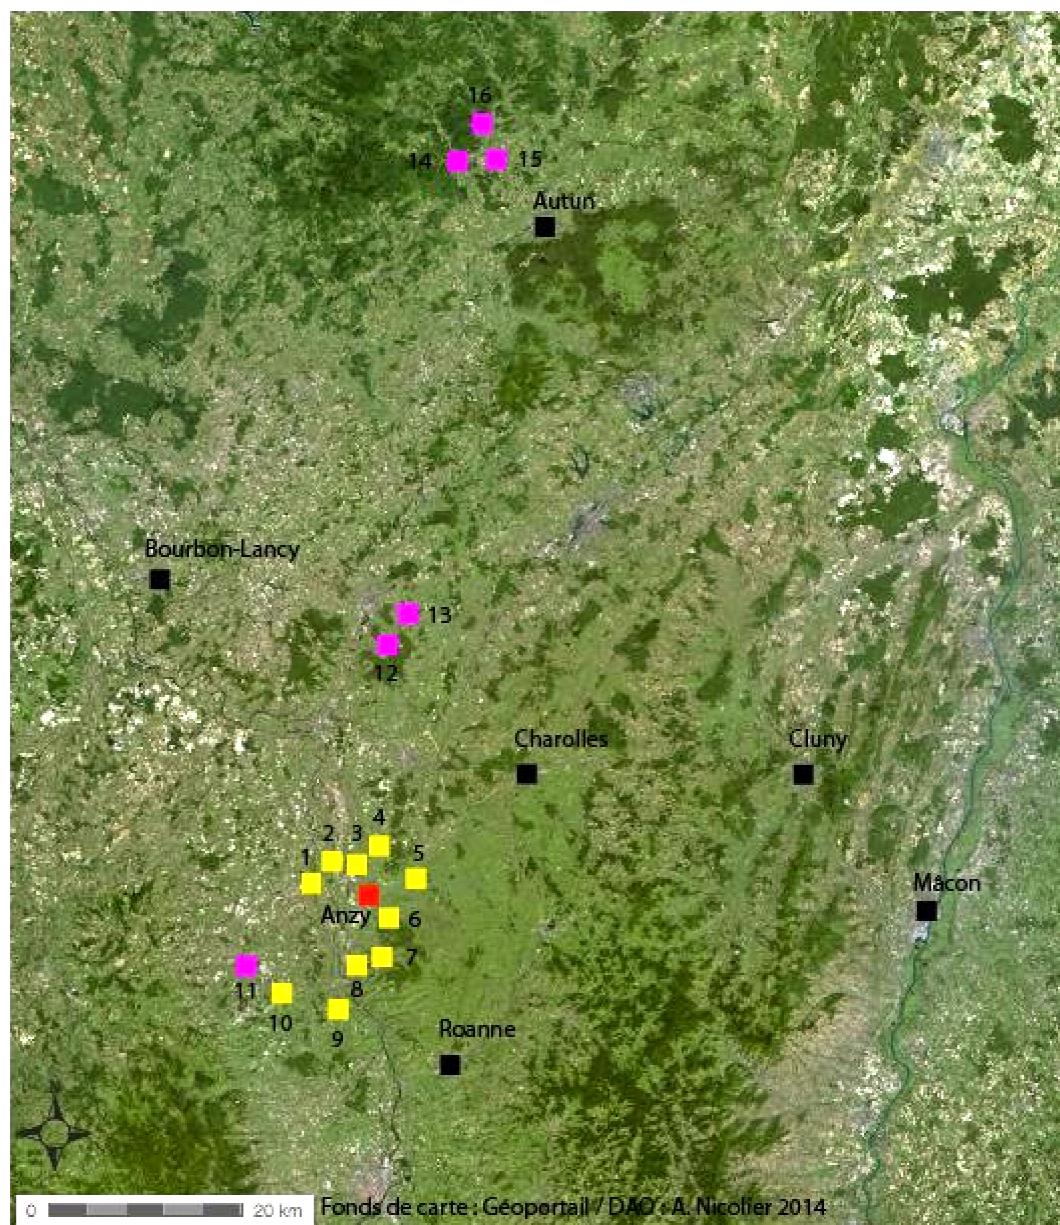 16
14
15
Autun
Bourbon-Lancy
13
12
Charolles
Cluny
4
2
3
1
5
Mâcon
Anzy
6
7
11
8
10
9
Roanne
0
20 km
Fonds de carte : Géoportail / DAO : A. Nicolier 2014